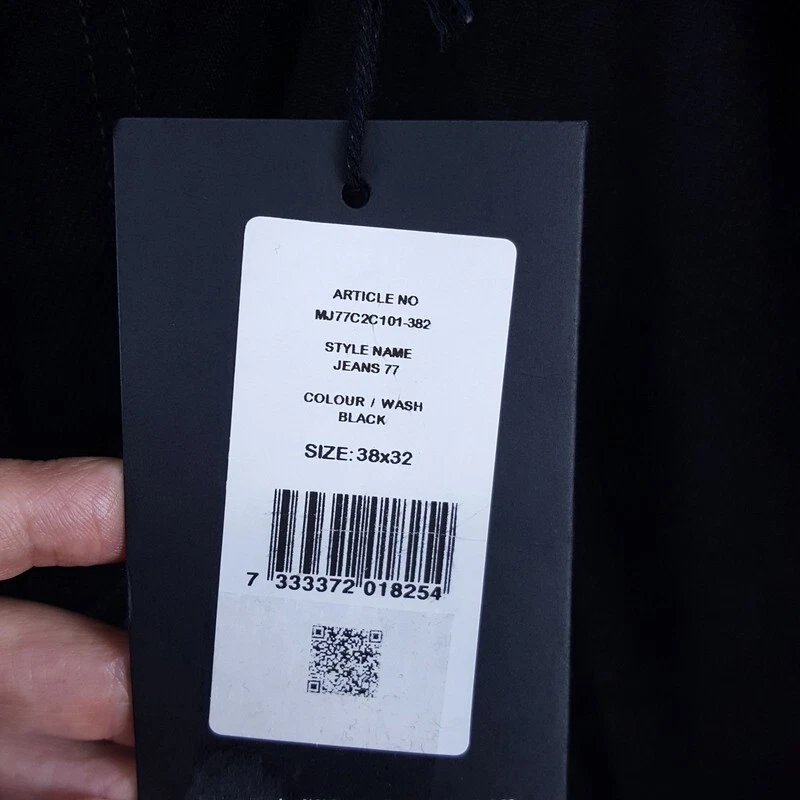 ARTICLE NO
MJ77C2C101-382
STYLE NAME
JEANS 77
COLOUR / WASH
BLACK
SIZE: 38x32
7 333372 018254